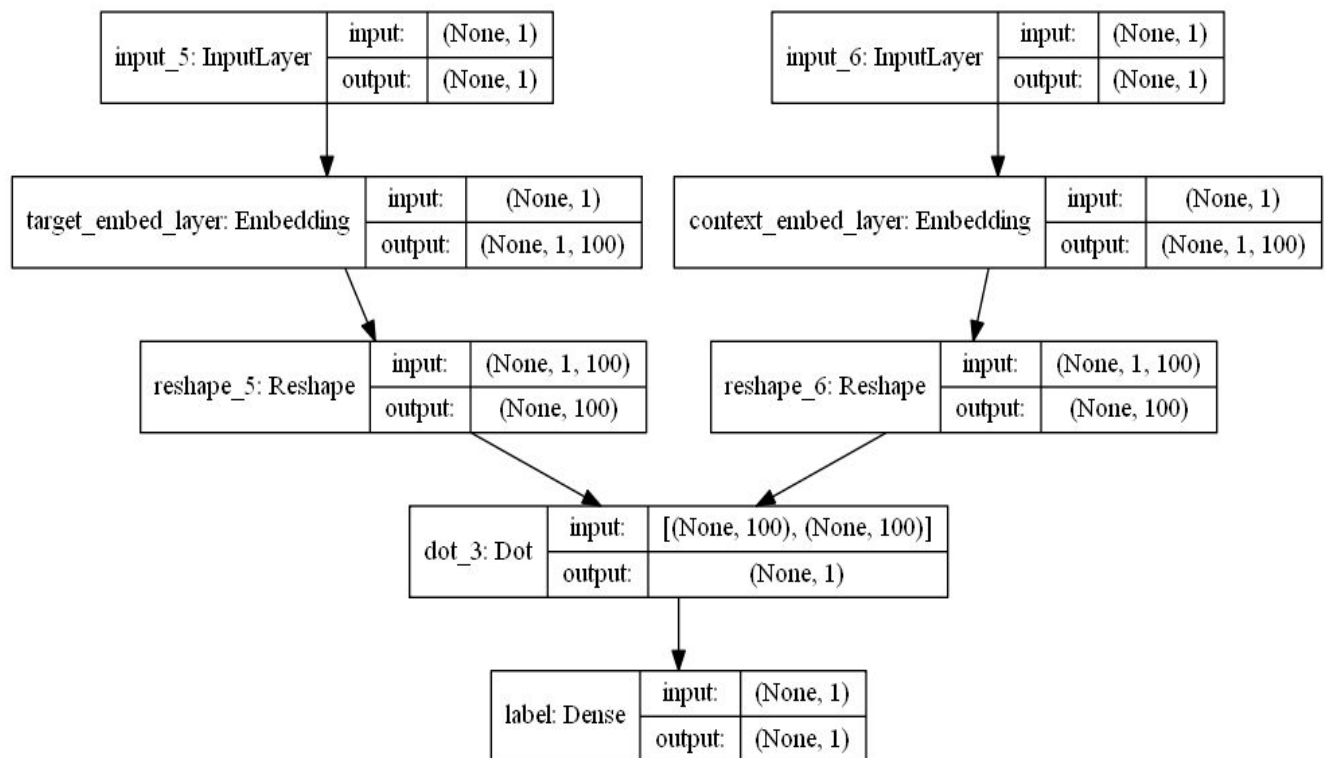 input_5: InputLayer
input: (None, 1)
output: (None, 1)
input_6: InputLayer
input: (None, 1)
output: (None, 1)
target_embed_layer: Embedding
input: (None, 1)
output: (None, 1, 100)
context_embed_layer: Embedding
input: (None, 1)
output: (None, 1, 100)
reshape_5: Reshape
input: (None, 1, 100)
output: (None, 100)
reshape_6: Reshape
input: (None, 1, 100)
output: (None, 100)
dot_3: Dot
input: [(None, 100), (None, 100)]
output: (None, 1)
label: Dense
input: (None, 1)
output: (None, 1)